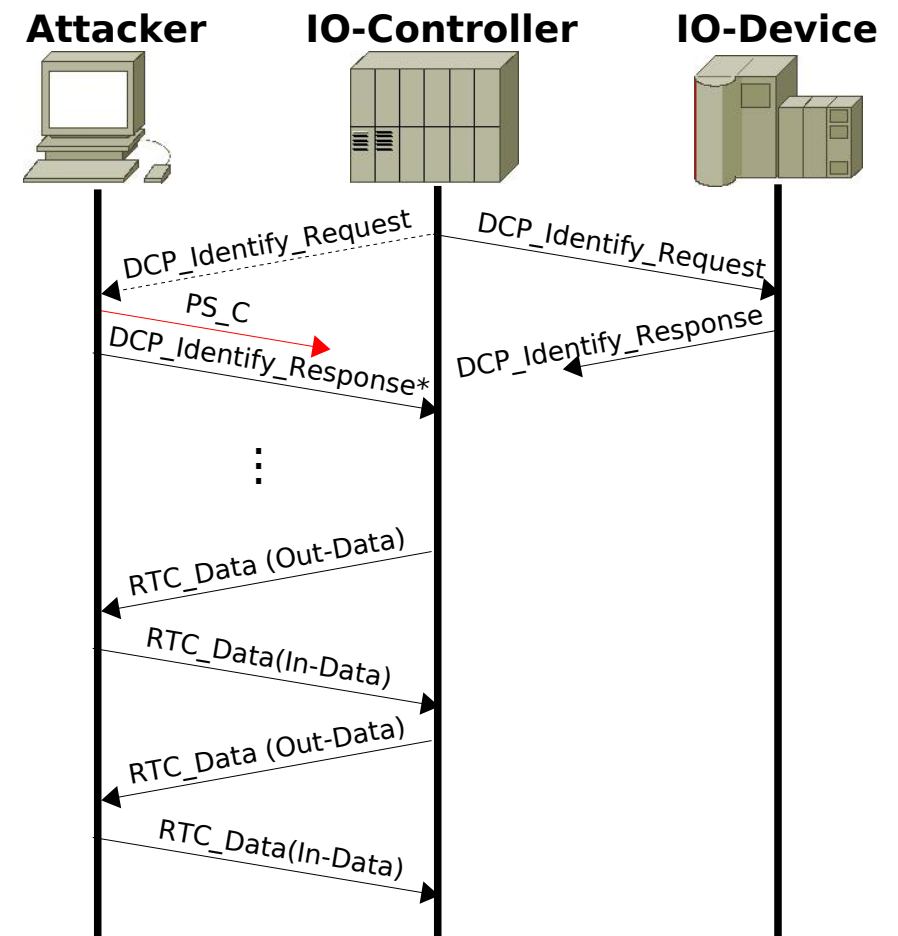 Attacker
IO-Controller
IO-Device
DCP_Identify_Request
DCP_Identify_Request
PS_C
DCP_Identify_Response
DCP_Identify_Response*
⋮
RTC_Data (Out-Data)
RTC_Data(In-Data)
RTC_Data (Out-Data)
RTC_Data(In-Data)